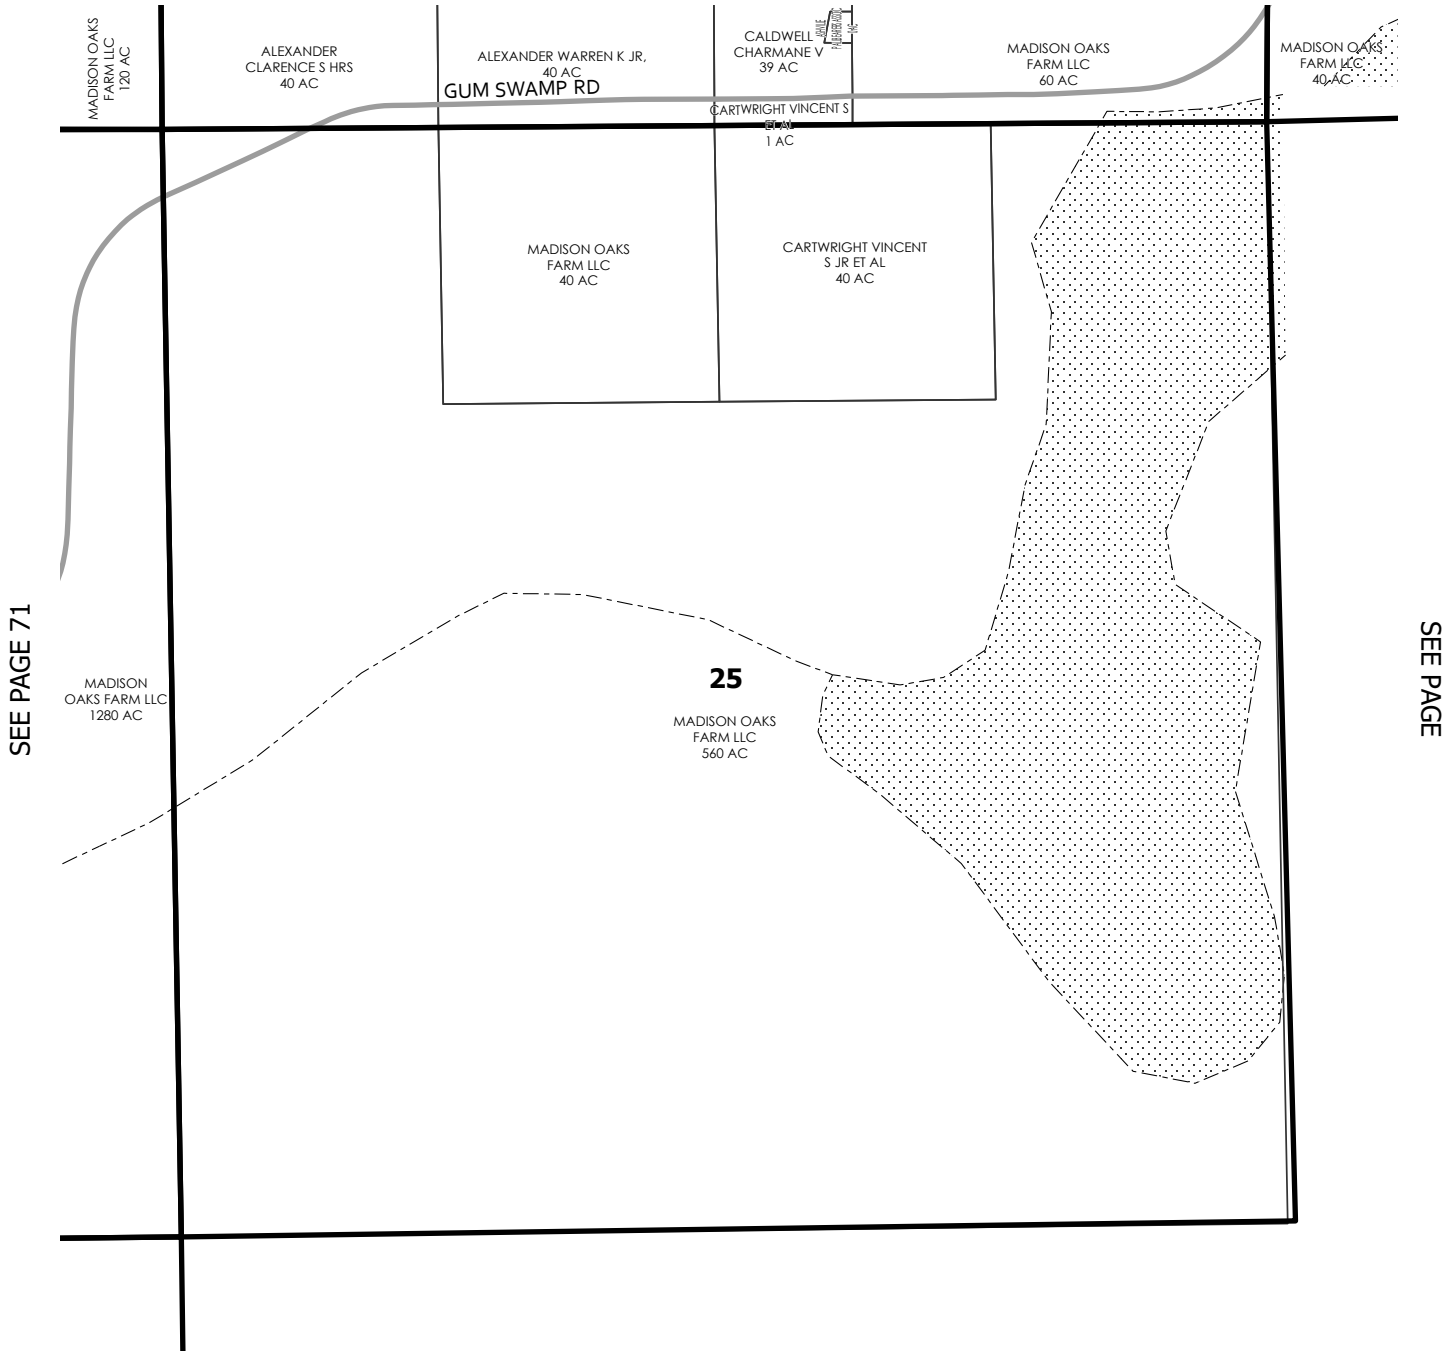 MADISON OAKS
FARM LLC
120 AC
ALEXANDER
CLARENCE S HRS
40 AC
ALEXANDER WARREN K JR,
40 AC
GUM SWAMP RD
CALDWELL
CHARMANE V
39 AC
CARTWRIGHT VINCENT S
ET AL
1 AC
MADISON OAKS
FARM LLC
60 AC
MADISON OAKS
FARM LLC
40 AC
MADISON OAKS
FARM LLC
40 AC
CARTWRIGHT VINCENT
S JR ET AL
40 AC
SEE PAGE 71
MADISON
OAKS FARM LLC
1280 AC
25
MADISON OAKS
FARM LLC
560 AC
SEE PAGE